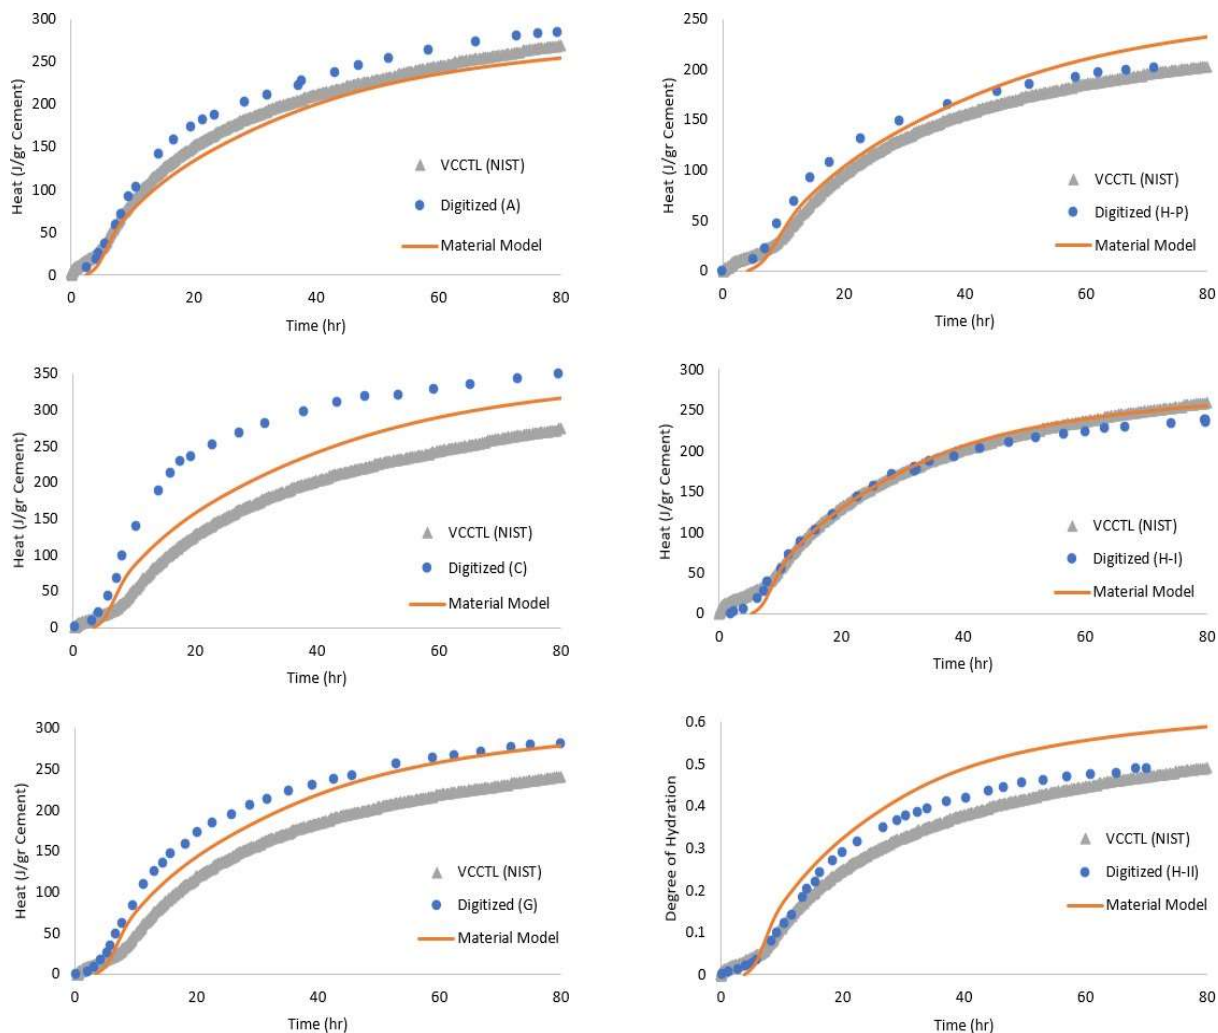 300
250
200
150
100
50
0
Heat (J/gr Cement)
VCCTL (NIST)
Digitized (A)
Material Model
0 20 40 60 80
Time (hr)
250
200
150
100
50
0
Heat (J/gr Cement)
VCCTL (NIST)
Digitized (H-P)
Material Model
0 20 40 60 80
Time (hr)
350
300
250
200
150
100
50
0
Heat (J/gr Cement)
VCCTL (NIST)
Digitized (C)
Material Model
0 20 40 60 80
Time (hr)
300
250
200
150
100
50
0
Heat (J/gr Cement)
VCCTL (NIST)
Digitized (H-I)
Material Model
0 20 40 60 80
Time (hr)
300
250
200
150
100
50
0
Heat (J/gr Cement)
VCCTL (NIST)
Digitized (G)
Material Model
0 20 40 60 80
Time (hr)
0.6
0.5
0.4
0.3
0.2
0.1
0
Degree of Hydration
VCCTL (NIST)
Digitized (H-II)
Material Model
0 20 40 60 80
Time (hr)